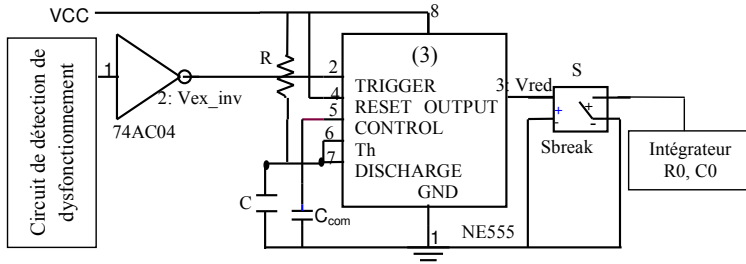 VCC
8
Circuit de détection de
dysfonctionnement
1
2: Vex_inv
74AC04
R
(3)
2
TRIGGER
4
RESET OUTPUT
5
CONTROL
6
Th
7
DISCHARGE
GND
3: Vred
S
+
-
+
-
Sbreak
Intégrateur
R0, C0
C
Ccom
1
NE555